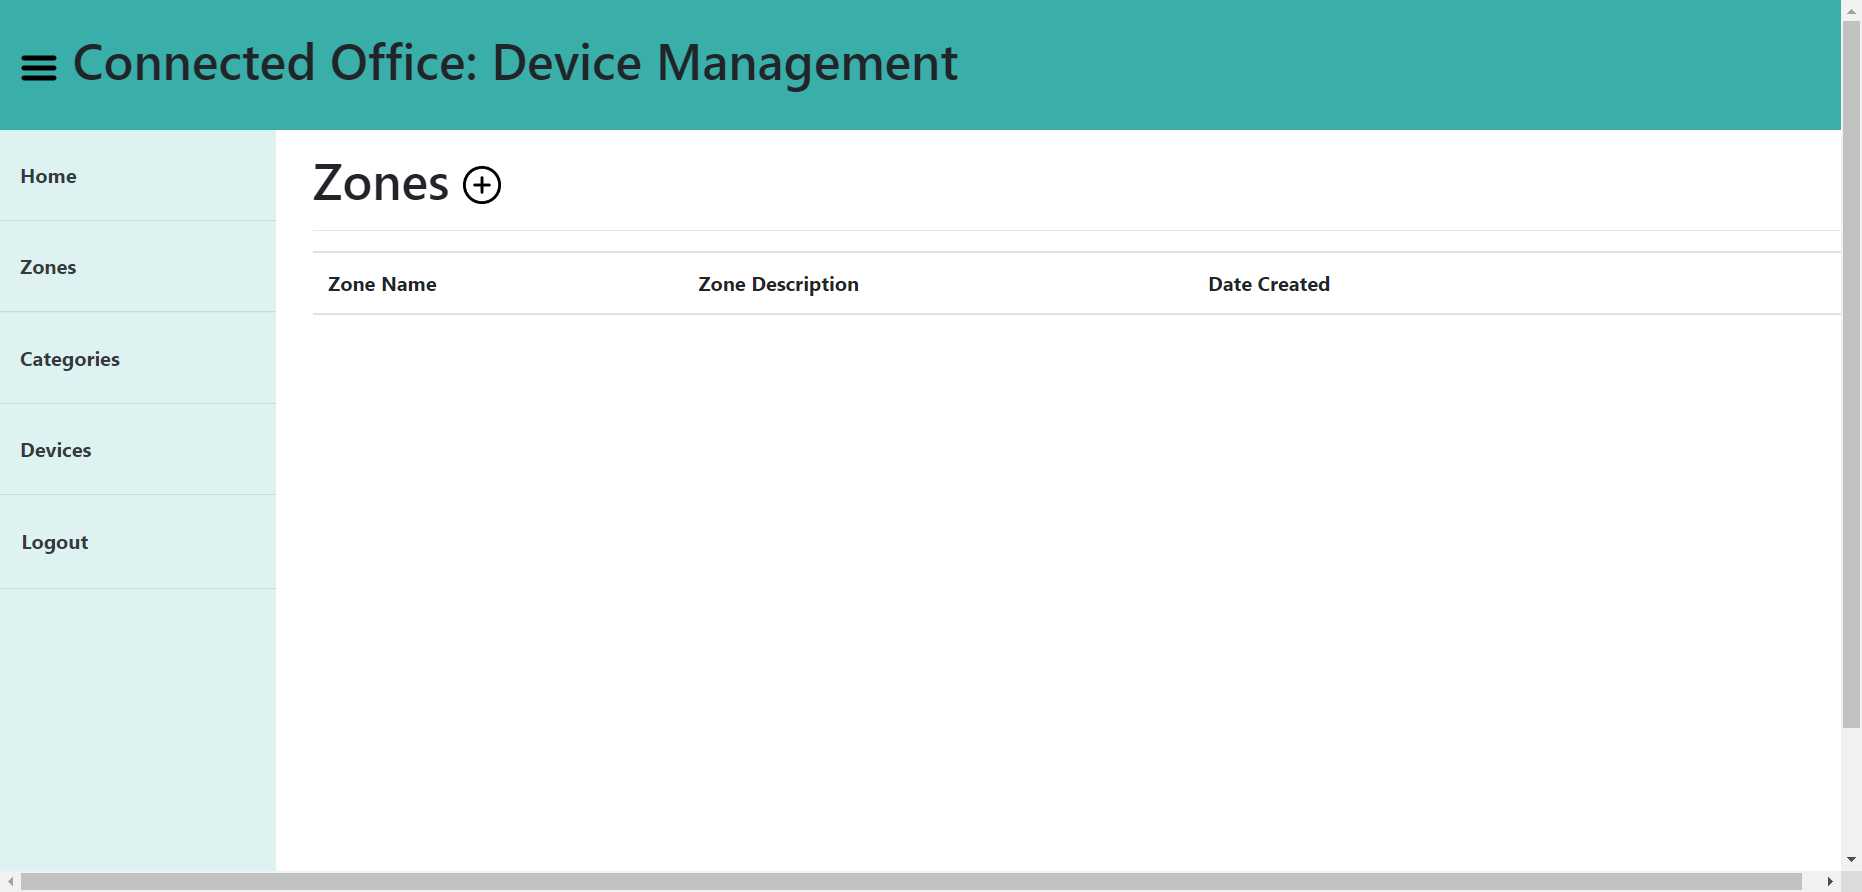 Connected Office: Device Management
Home
Zones
Categories
Devices
Logout
Zones
Zone Name Zone Description Date Created